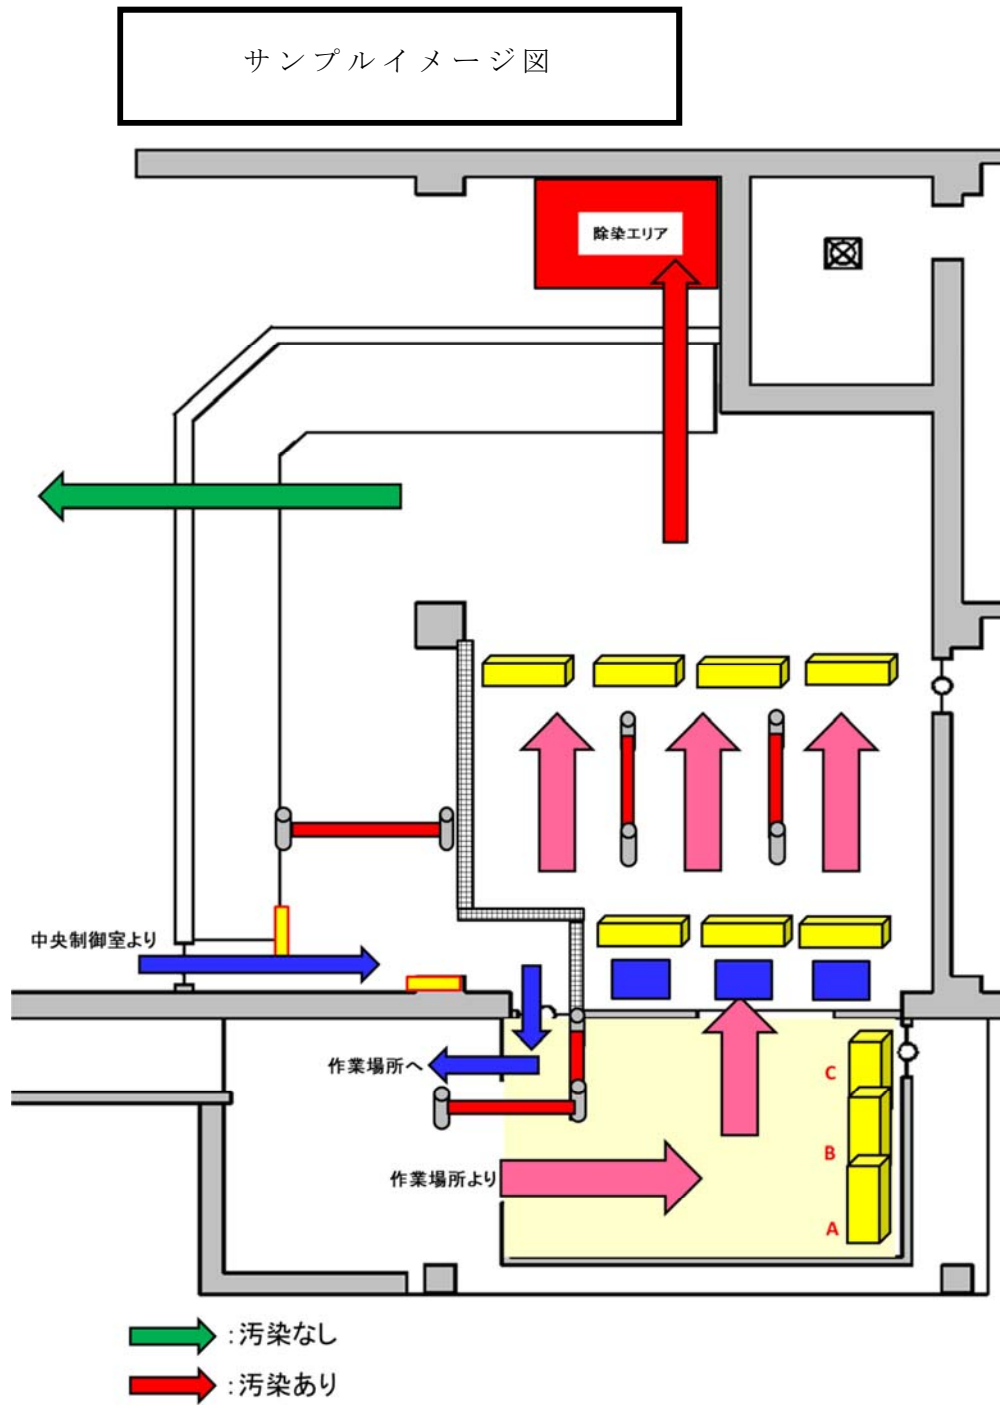 サンプルイメージ図
除染エリア
中央制御室より
作業場所へ
C
B
作業場所より
A
:汚染なし
:汚染あり